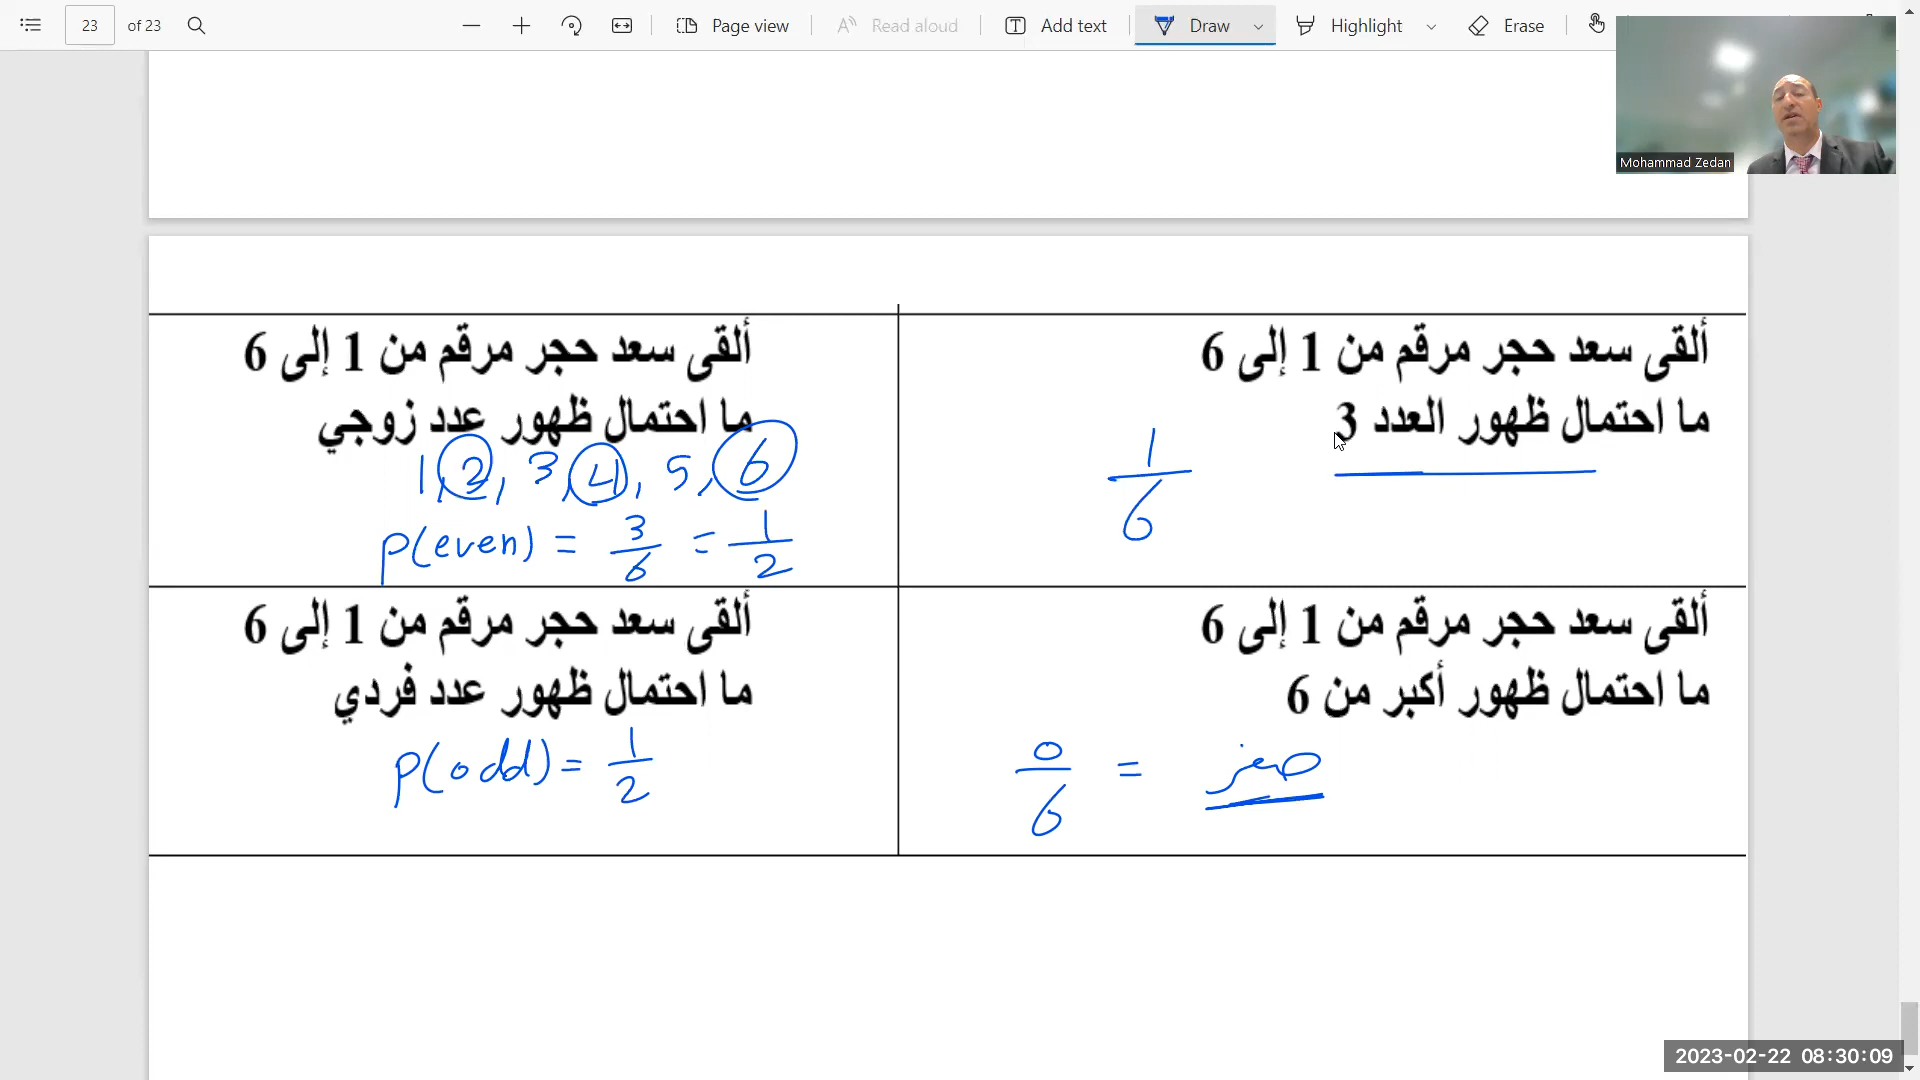 23 of 23 Page view Read aloud Add text Draw Highlight Erase
Mohammad Zedan
ألقى سعد حجر مرقم من 1 إلى 6
ما احتمال ظهور العدد 3
1/6
ألقى سعد حجر مرقم من 1 إلى 6
ما احتمال ظهور عدد زوجي
1, 2, 3, 4, 5, 6
p(even) = 3/6 = 1/2
ألقى سعد حجر مرقم من 1 إلى 6
ما احتمال ظهور أكبر من 6
0/6 = صفر
ألقى سعد حجر مرقم من 1 إلى 6
ما احتمال ظهور عدد فردي
p(odd) = 1/2
2023-02-22 08:30:09